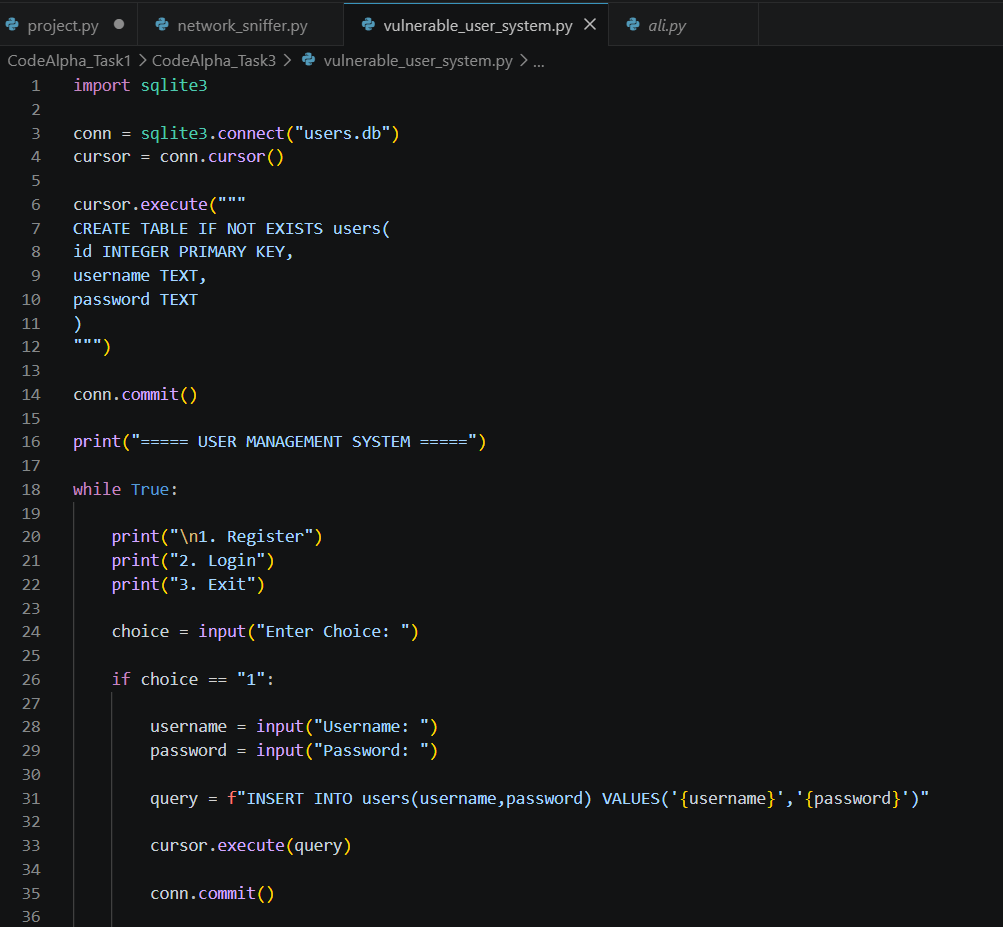 project.py
network_sniffer.py
vulnerable_user_system.py
ali.py
CodeAlpha_Task1 > CodeAlpha_Task3 > vulnerable_user_system.py > ...
1 import sqlite3
2
3 conn = sqlite3.connect("users.db")
4 cursor = conn.cursor()
5
6 cursor.execute("""
7 CREATE TABLE IF NOT EXISTS users(
8 id INTEGER PRIMARY KEY,
9 username TEXT,
10 password TEXT
11 )
12 """)
13
14 conn.commit()
15
16 print("===== USER MANAGEMENT SYSTEM =====")
17
18 while True:
19
20     print("\n1. Register")
21     print("2. Login")
22     print("3. Exit")
23
24     choice = input("Enter Choice: ")
25
26     if choice == "1":
27
28         username = input("Username: ")
29         password = input("Password: ")
30
31         query = f"INSERT INTO users(username,password) VALUES('{username}','{password}')"
32
33         cursor.execute(query)
34
35         conn.commit()
36